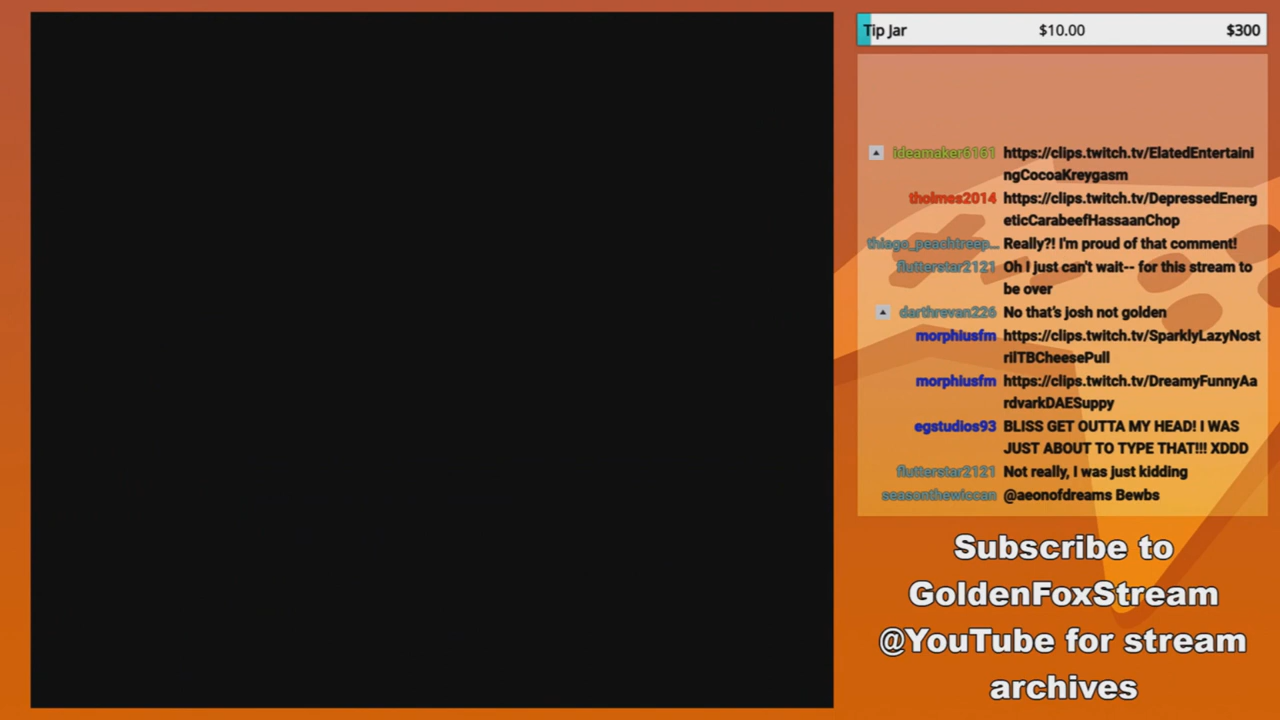 Tip Jar $10.00 $300
ideamaker6161 https://clips.twitch.tv/ElatedEntertaini
ngCocoaKreygasm
tholmes2014 https://clips.twitch.tv/DepressedEnerg
eticCarabeefHassaanChop
thiago_peachtreep... Really?! I'm proud of that comment!
flutterstar2121 Oh I just can't wait-- for this stream to
be over
darthrevan226 No that's josh not golden
morphiusfm https://clips.twitch.tv/SparklyLazyNost
rilTBCheesePull
morphiusfm https://clips.twitch.tv/DreamyFunnyAa
rdvarkDAESuppy
egstudios93 BLISS GET OUTTA MY HEAD! I WAS
JUST ABOUT TO TYPE THAT!!! XDDD
flutterstar2121 Not really, I was just kidding
seasonthewiccan @aeonofdreams Bewbs
Subscribe to
GoldenFoxStream
@YouTube for stream
archives